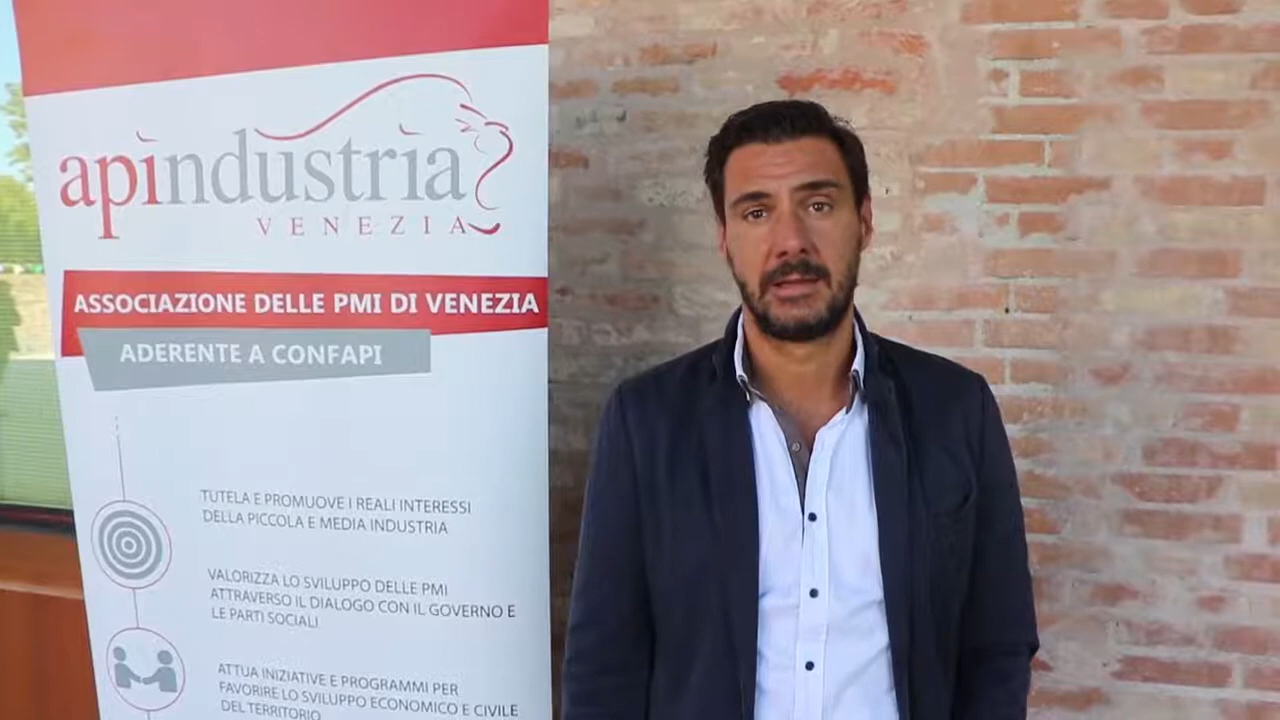 apindustria
VENEZIA
ASSOCIAZIONE DELLE PMI DI VENEZIA
ADERENTE A CONFAPI
TUTELA E PROMUOVE I REALI INTERESSI
DELLA PICCOLA E MEDIA INDUSTRIA
VALORIZZA LO SVILUPPO DELLE PMI
ATTRAVERSO IL DIALOGO CON IL GOVERNO E
LE PARTI SOCIALI
ATTUA INIZIATIVE E PROGRAMMI PER
FAVORIRE LO SVILUPPO ECONOMICO E CIVILE
DEL TERRITORIO